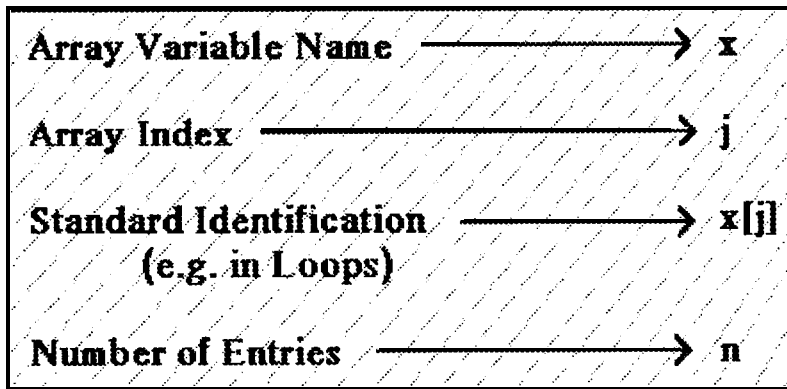 Array Variable Name x
Array Index j
Standard Identification x[j]
(e.g. in Loops)
Number of Entries n